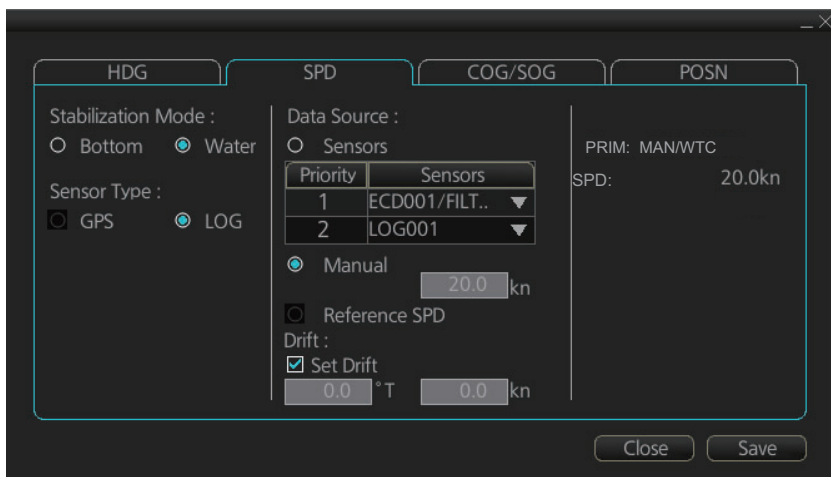 HDG SPD COG/SOG POSN
Stabilization Mode :
Bottom Water
Sensor Type :
GPS LOG
Data Source :
Sensors
Priority Sensors
1 ECD001/FILT..
2 LOG001
Manual
20.0 kn
Reference SPD
Drift :
Set Drift
0.0 °T 0.0 kn
PRIM: MAN/WTC
SPD: 20.0kn
Close Save